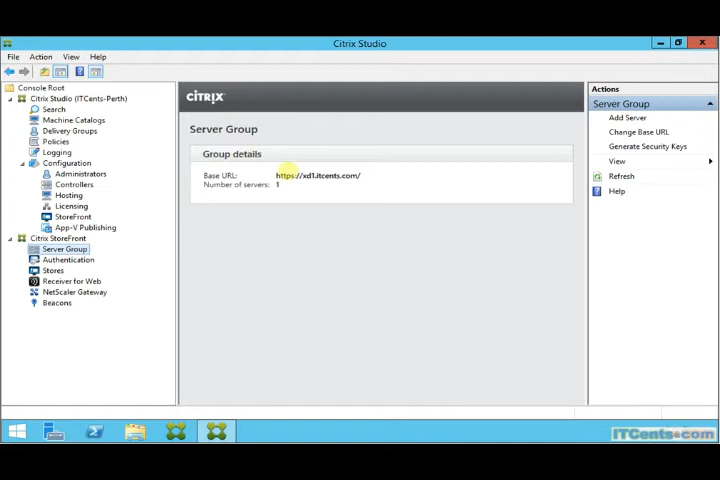 Citrix Studio
File Action View Help
Console Root
Citrix Studio (ITCents-Perth)
Search
Machine Catalogs
Delivery Groups
Policies
Logging
Configuration
Administrators
Controllers
Hosting
Licensing
StoreFront
App-V Publishing
Citrix StoreFront
Server Group
Authentication
Stores
Receiver for Web
NetScaler Gateway
Beacons
CITRIX
Server Group
Group details
Base URL: https://xd1.itcents.com/
Number of servers: 1
Actions
Server Group
Add Server
Change Base URL
Generate Security Keys
View
Refresh
Help
ITCents.com